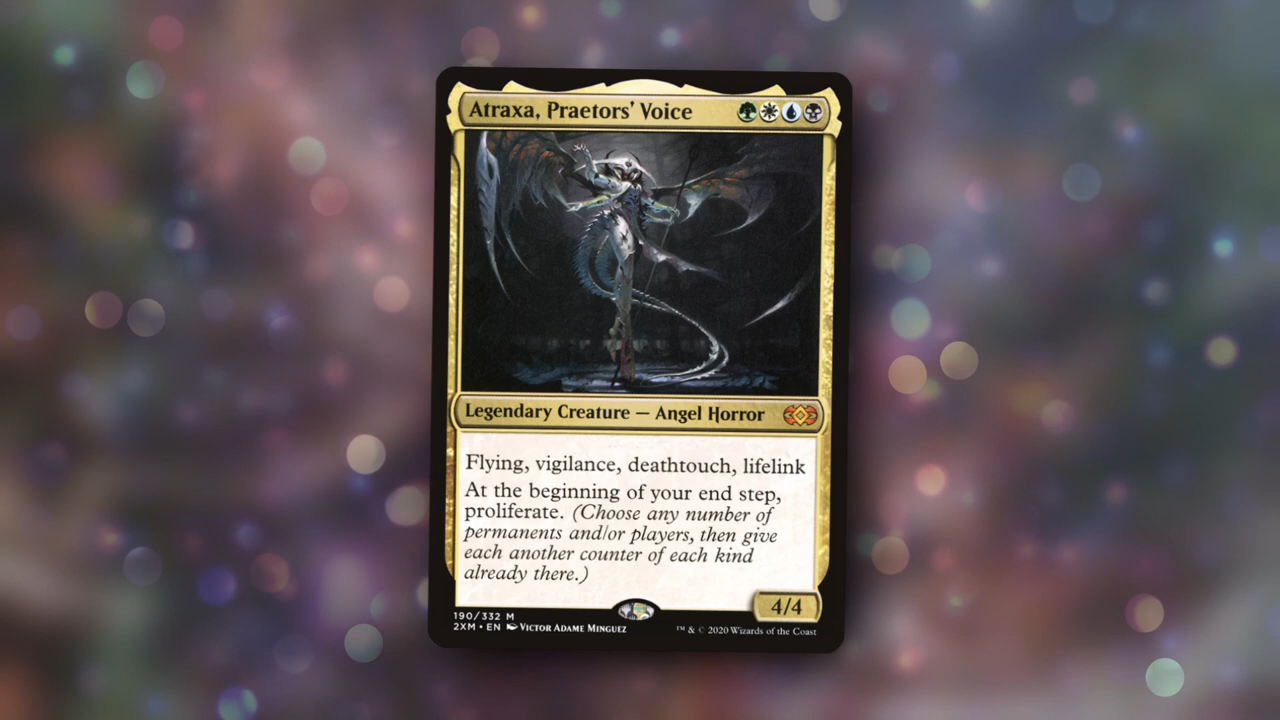 Atraxa, Praetors' Voice
Legendary Creature — Angel Horror
Flying, vigilance, deathtouch, lifelink
At the beginning of your end step,
proliferate. (Choose any number of
permanents and/or players, then give
each another counter of each kind
already there.)
4/4
190/332 M
2XM • EN Victor Adame Minguez
™ & © 2020 Wizards of the Coast